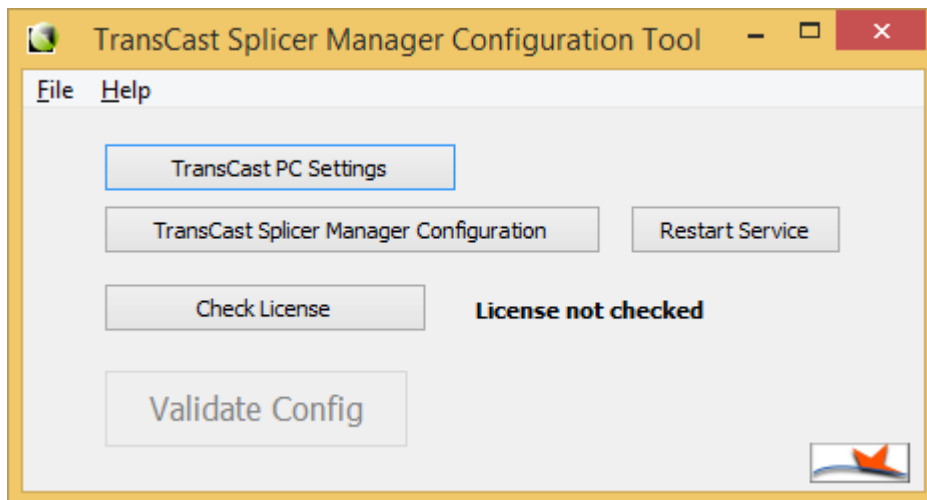 TransCast Splicer Manager Configuration Tool
File Help
TransCast PC Settings
TransCast Splicer Manager Configuration Restart Service
Check License License not checked
Validate Config